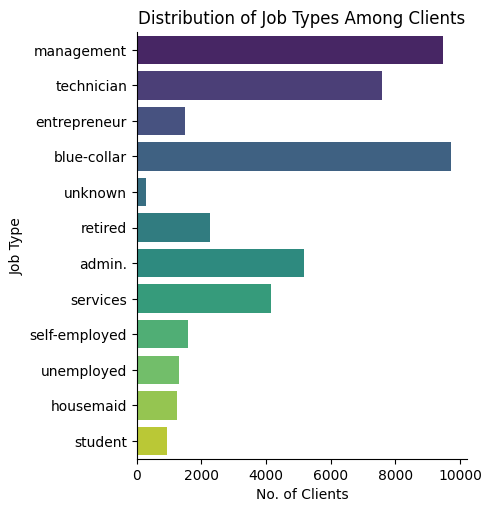 Distribution of Job Types Among Clients
management
technician
entrepreneur
blue-collar
unknown
retired
admin.
services
self-employed
unemployed
housemaid
student
Job Type
0 2000 4000 6000 8000 10000
No. of Clients